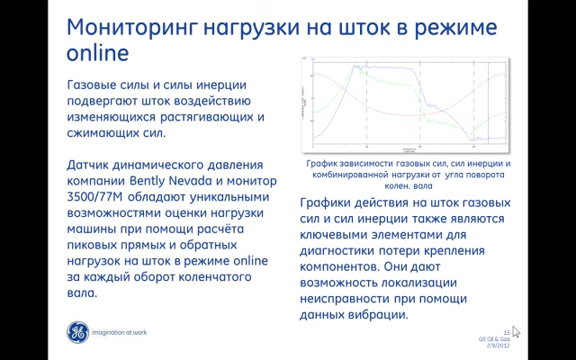 Мониторинг нагрузки на шток в режиме
online
Газовые силы и силы инерции
подвергают шток воздействию
изменяющихся растягивающих и
сжимающих сил.
Датчик динамического давления
компании Bently Nevada и монитор
3500/77M обладают уникальными
возможностями оценки нагрузки
машины при помощи расчёта
пиковых прямых и обратных
нагрузок на шток в режиме online
за каждый оборот коленчатого
вала.
График зависимости газовых сил, сил инерции и
комбинированной нагрузки от угла поворота
колен. вала
Графики действия на шток газовых
сил и сил инерции также являются
ключевыми элементами для
диагностики потери крепления
компонентов. Они дают
возможность локализации
неисправности при помощи
данных вибрации.
imagination at work
15
GE Oil & Gas
2/9/2012